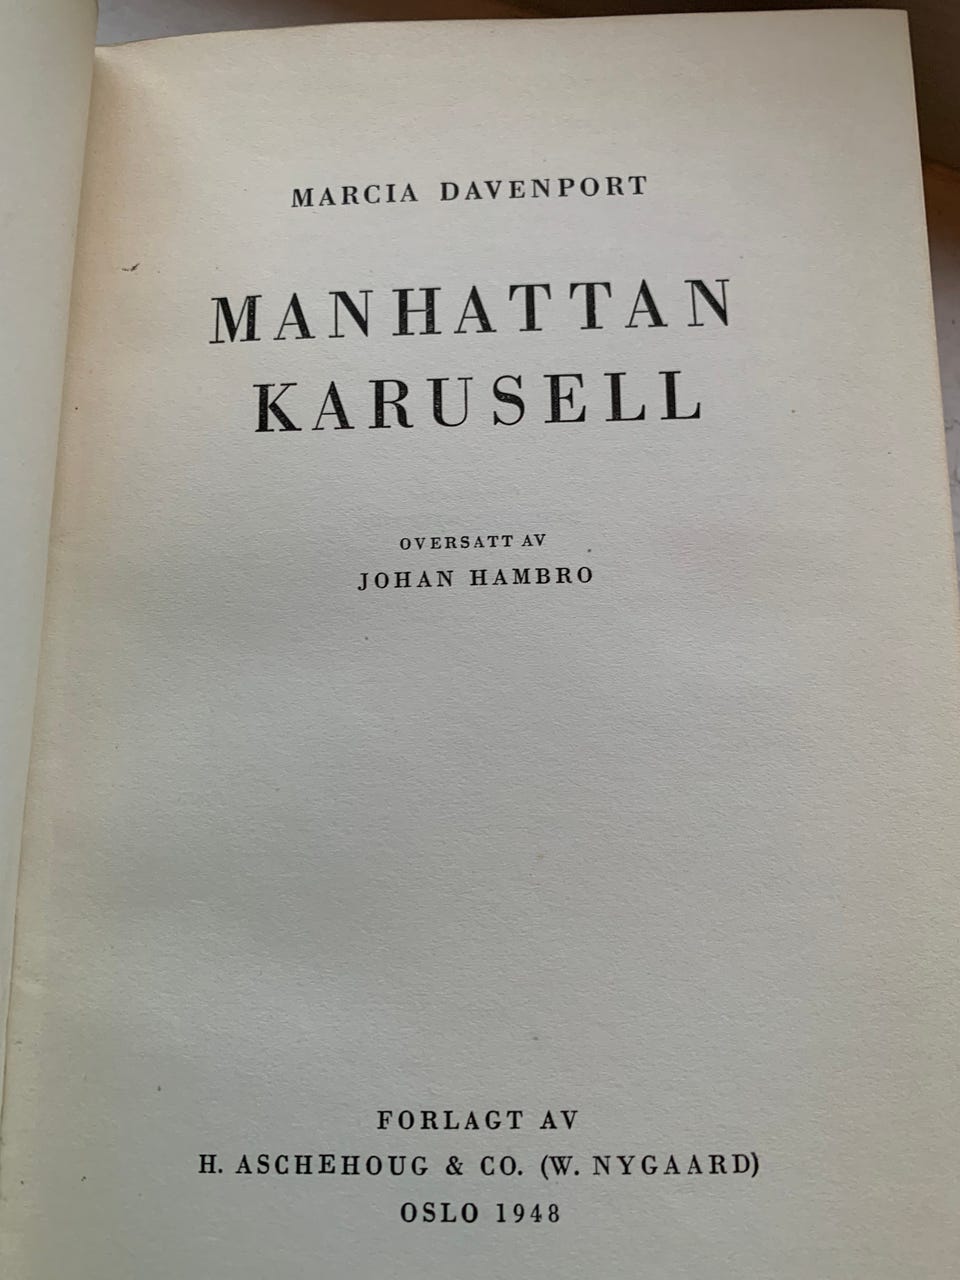 MARCIA DAVENPORT
MANHATTAN
KARUSELL
OVERSATT AV
JOHAN HAMBRO
FORLAGT AV
H. ASCHEHOUG & CO. (W. NYGAARD)
OSLO 1948